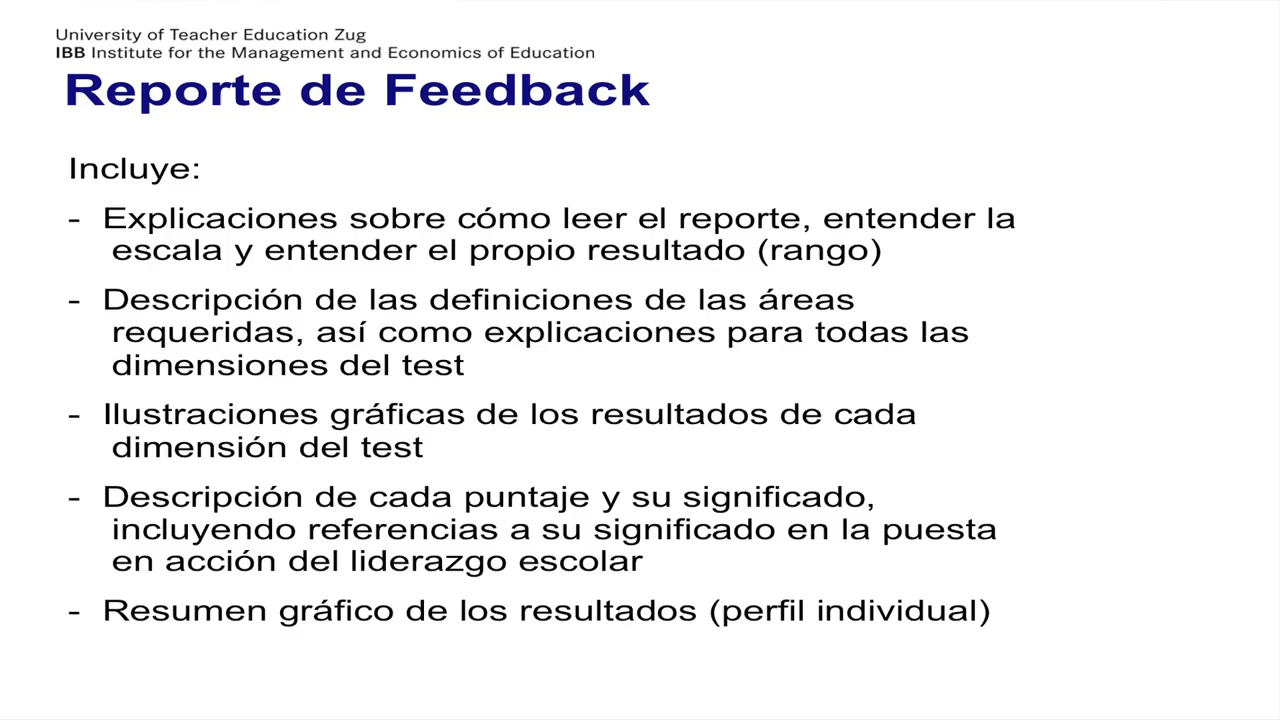 University of Teacher Education Zug
IBB Institute for the Management and Economics of Education
Reporte de Feedback
Incluye:
- Explicaciones sobre cómo leer el reporte, entender la
escala y entender el propio resultado (rango)
- Descripción de las definiciones de las áreas
requeridas, así como explicaciones para todas las
dimensiones del test
- Ilustraciones gráficas de los resultados de cada
dimensión del test
- Descripción de cada puntaje y su significado,
incluyendo referencias a su significado en la puesta
en acción del liderazgo escolar
- Resumen gráfico de los resultados (perfil individual)